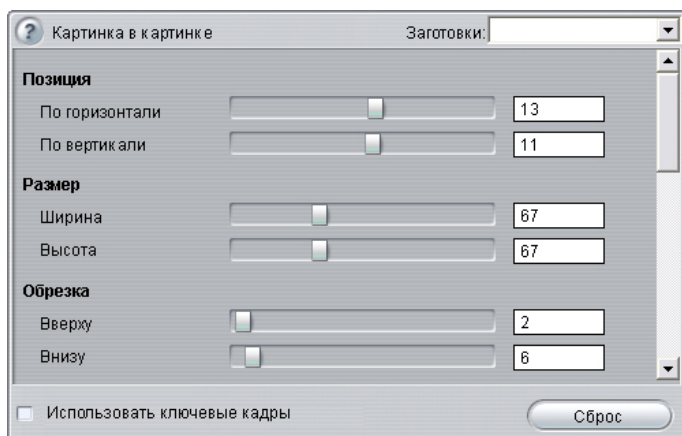 ? Картинка в картинке Заготовки:
Позиция
По горизонтали 13
По вертикали 11
Размер
Ширина 67
Высота 67
Обрезка
Вверху 2
Внизу 6
Использовать ключевые кадры Сброс